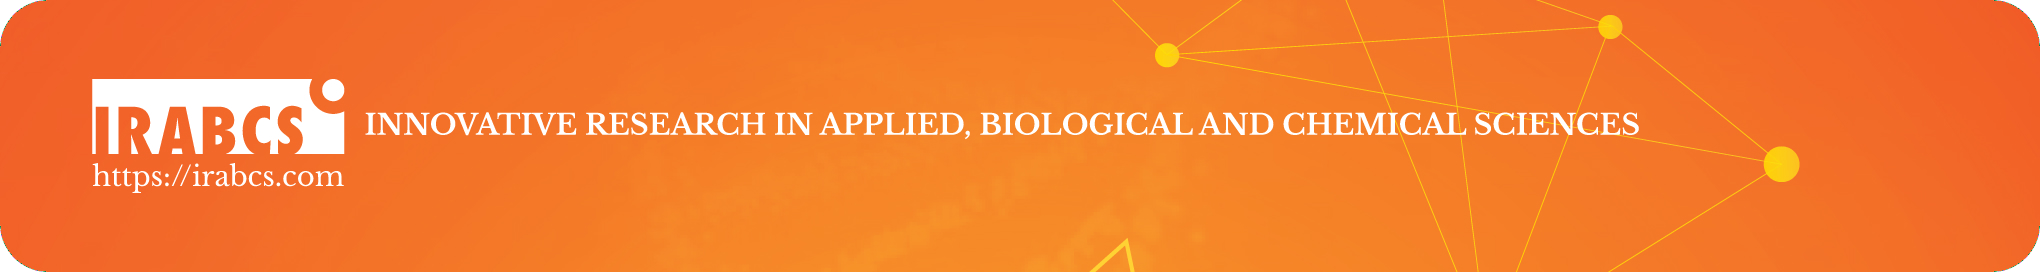 IRABCS
https://irabcs.com
INNOVATIVE RESEARCH IN APPLIED, BIOLOGICAL AND CHEMICAL SCIENCES